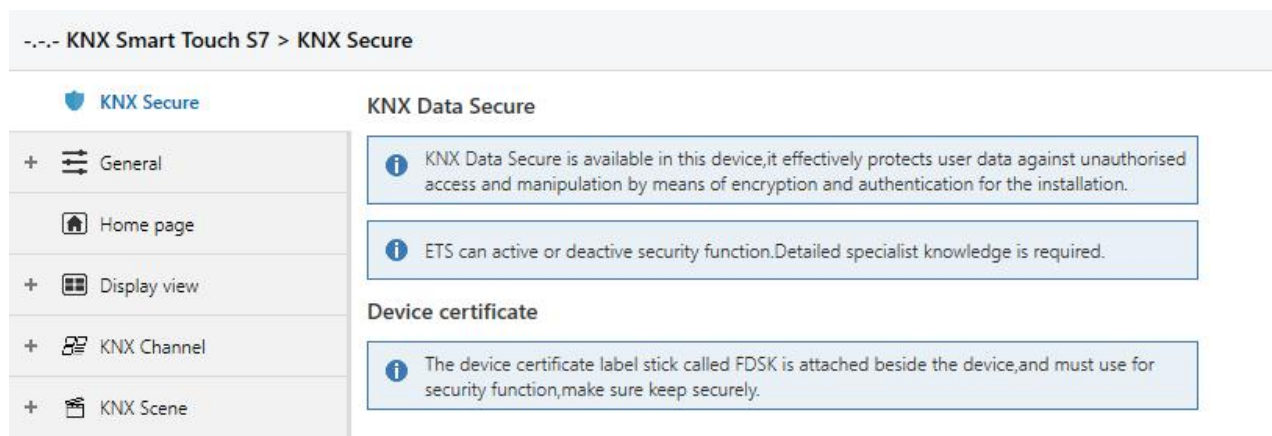 -.-.- KNX Smart Touch S7 > KNX Secure
KNX Secure
+ General
Home page
+ Display view
+ KNX Channel
+ KNX Scene
KNX Data Secure
KNX Data Secure is available in this device,it effectively protects user data against unauthorised
access and manipulation by means of encryption and authentication for the installation.
ETS can active or deactive security function.Detailed specialist knowledge is required.
Device certificate
The device certificate label stick called FDSK is attached beside the device,and must use for
security function,make sure keep securely.